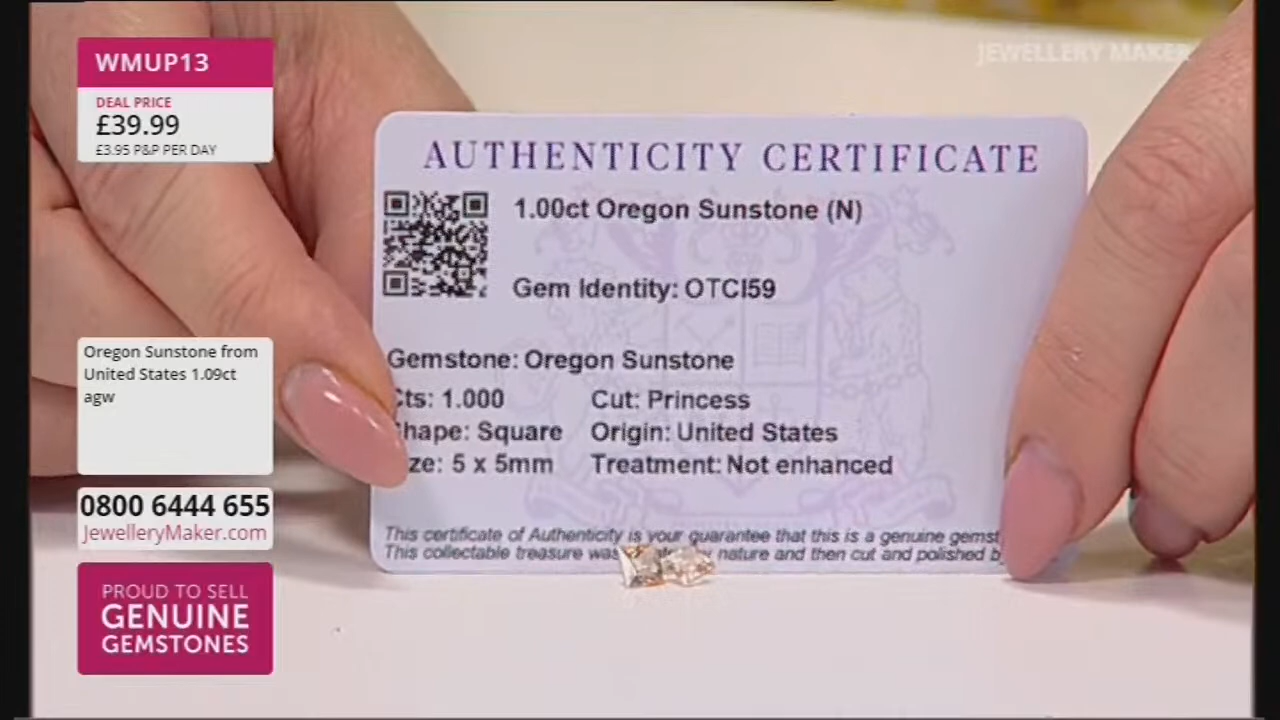 WMUP13
DEAL PRICE
£39.99
£3.95 P&P PER DAY
JEWELLERY MAKER
AUTHENTICITY CERTIFICATE
1.00ct Oregon Sunstone (N)
Gem Identity: OTCI59
Gemstone: Oregon Sunstone
Cts: 1.000 Cut: Princess
hape: Square Origin: United States
ze: 5 x 5mm Treatment: Not enhanced
This certificate of Authenticity is your guarantee that this is a genuine gemst
This collectable treasure was nature and then cut and polished b
Oregon Sunstone from
United States 1.09ct
agw
0800 6444 655
JewelleryMaker.com
PROUD TO SELL
GENUINE
GEMSTONES